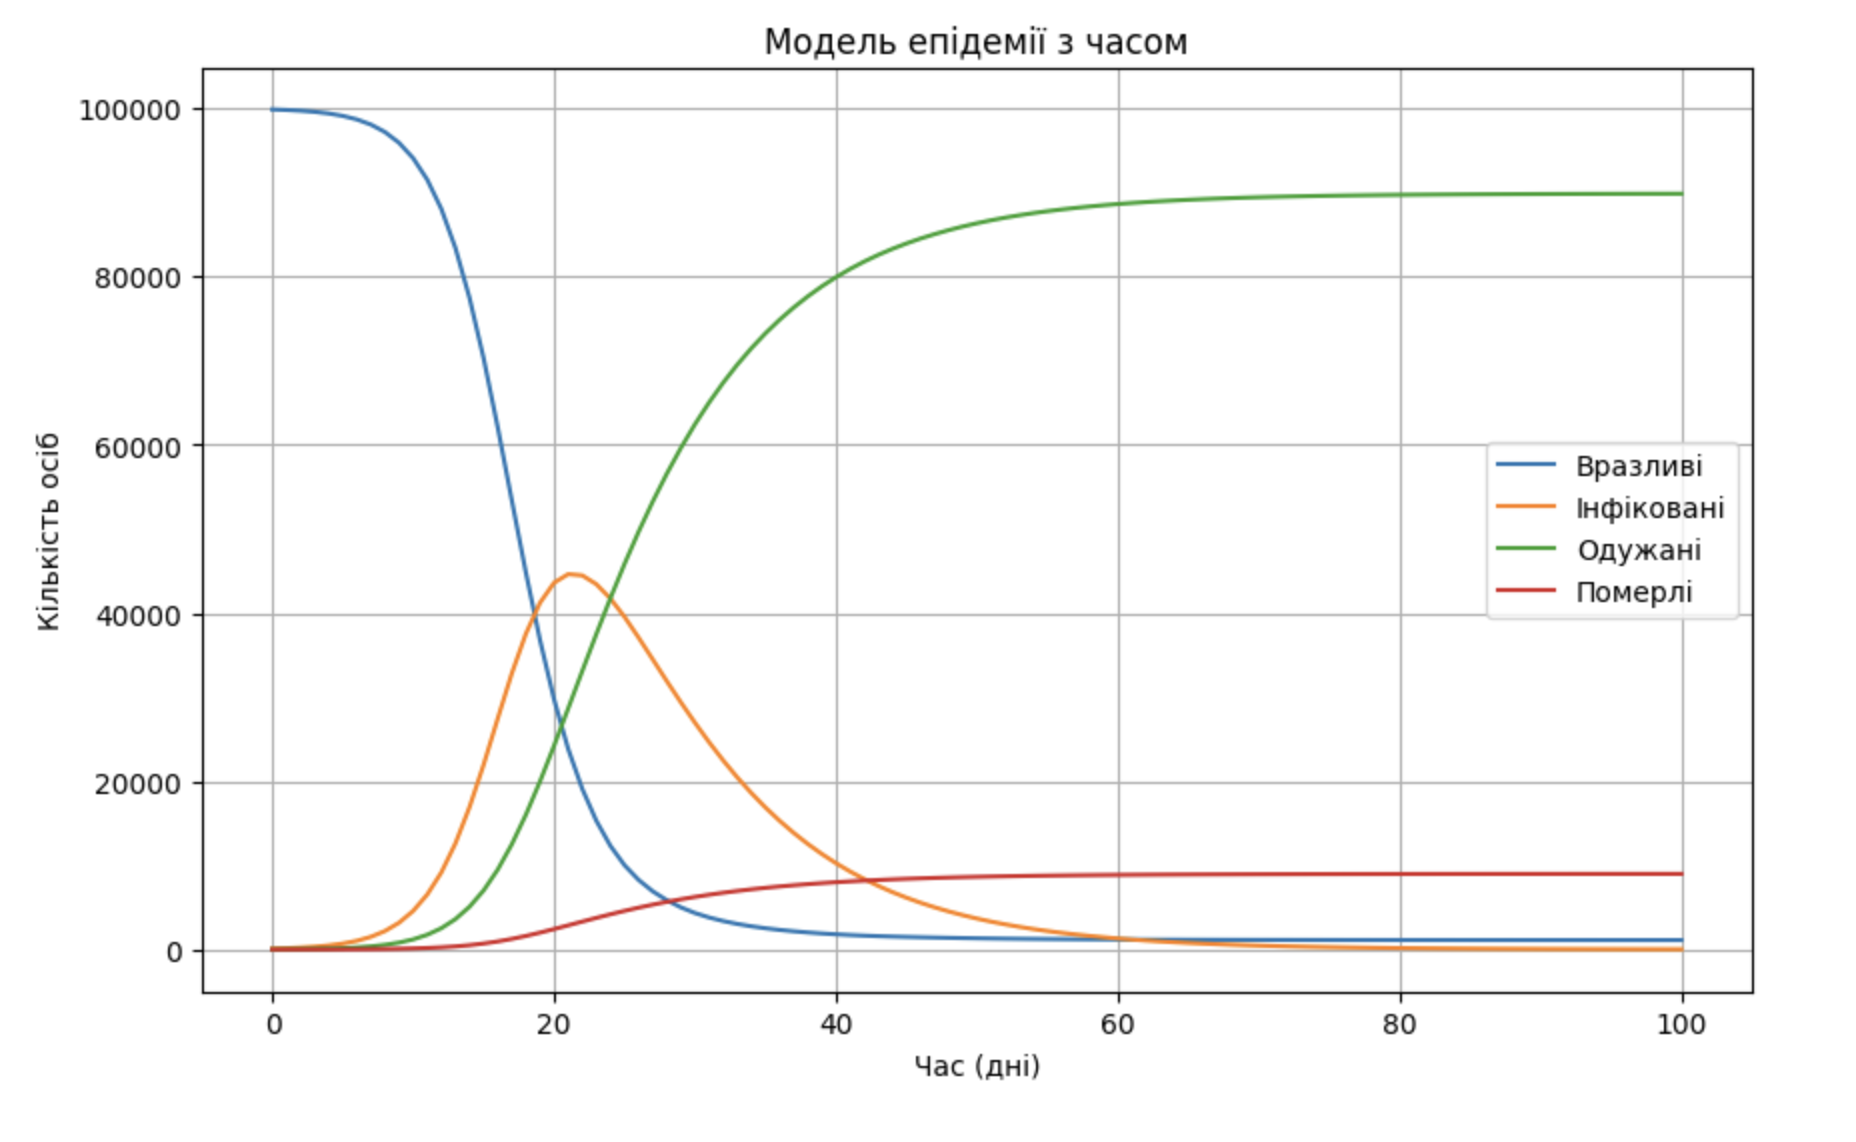 Модель епідемії з часом
100000
80000
60000
40000
20000
0
Кількість осіб
Вразливі
Інфіковані
Одужані
Померлі
0 20 40 60 80 100
Час (дні)